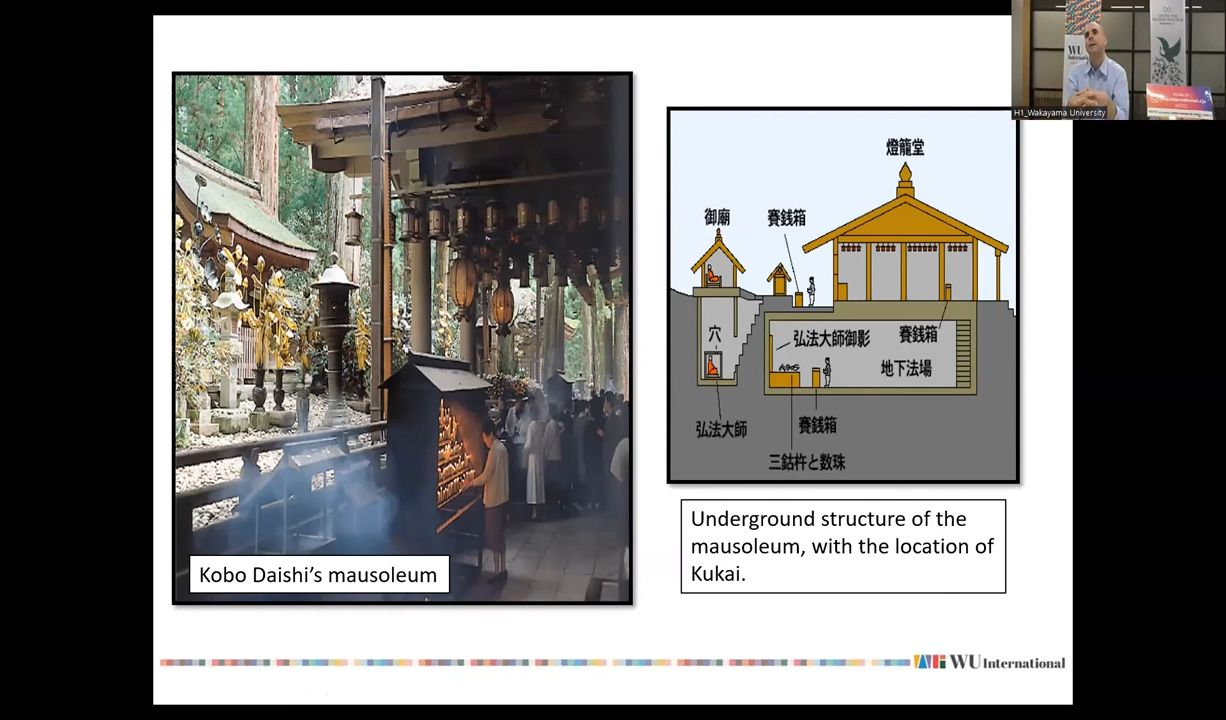 WU
International
H1_Wakayama University
燈籠堂
御廟
賽銭箱
穴
弘法大師御影
賽銭箱
地下法場
弘法大師
賽銭箱
三鈷杵と数珠
Kobo Daishi’s mausoleum
Underground structure of the
mausoleum, with the location of
Kukai.
WU International